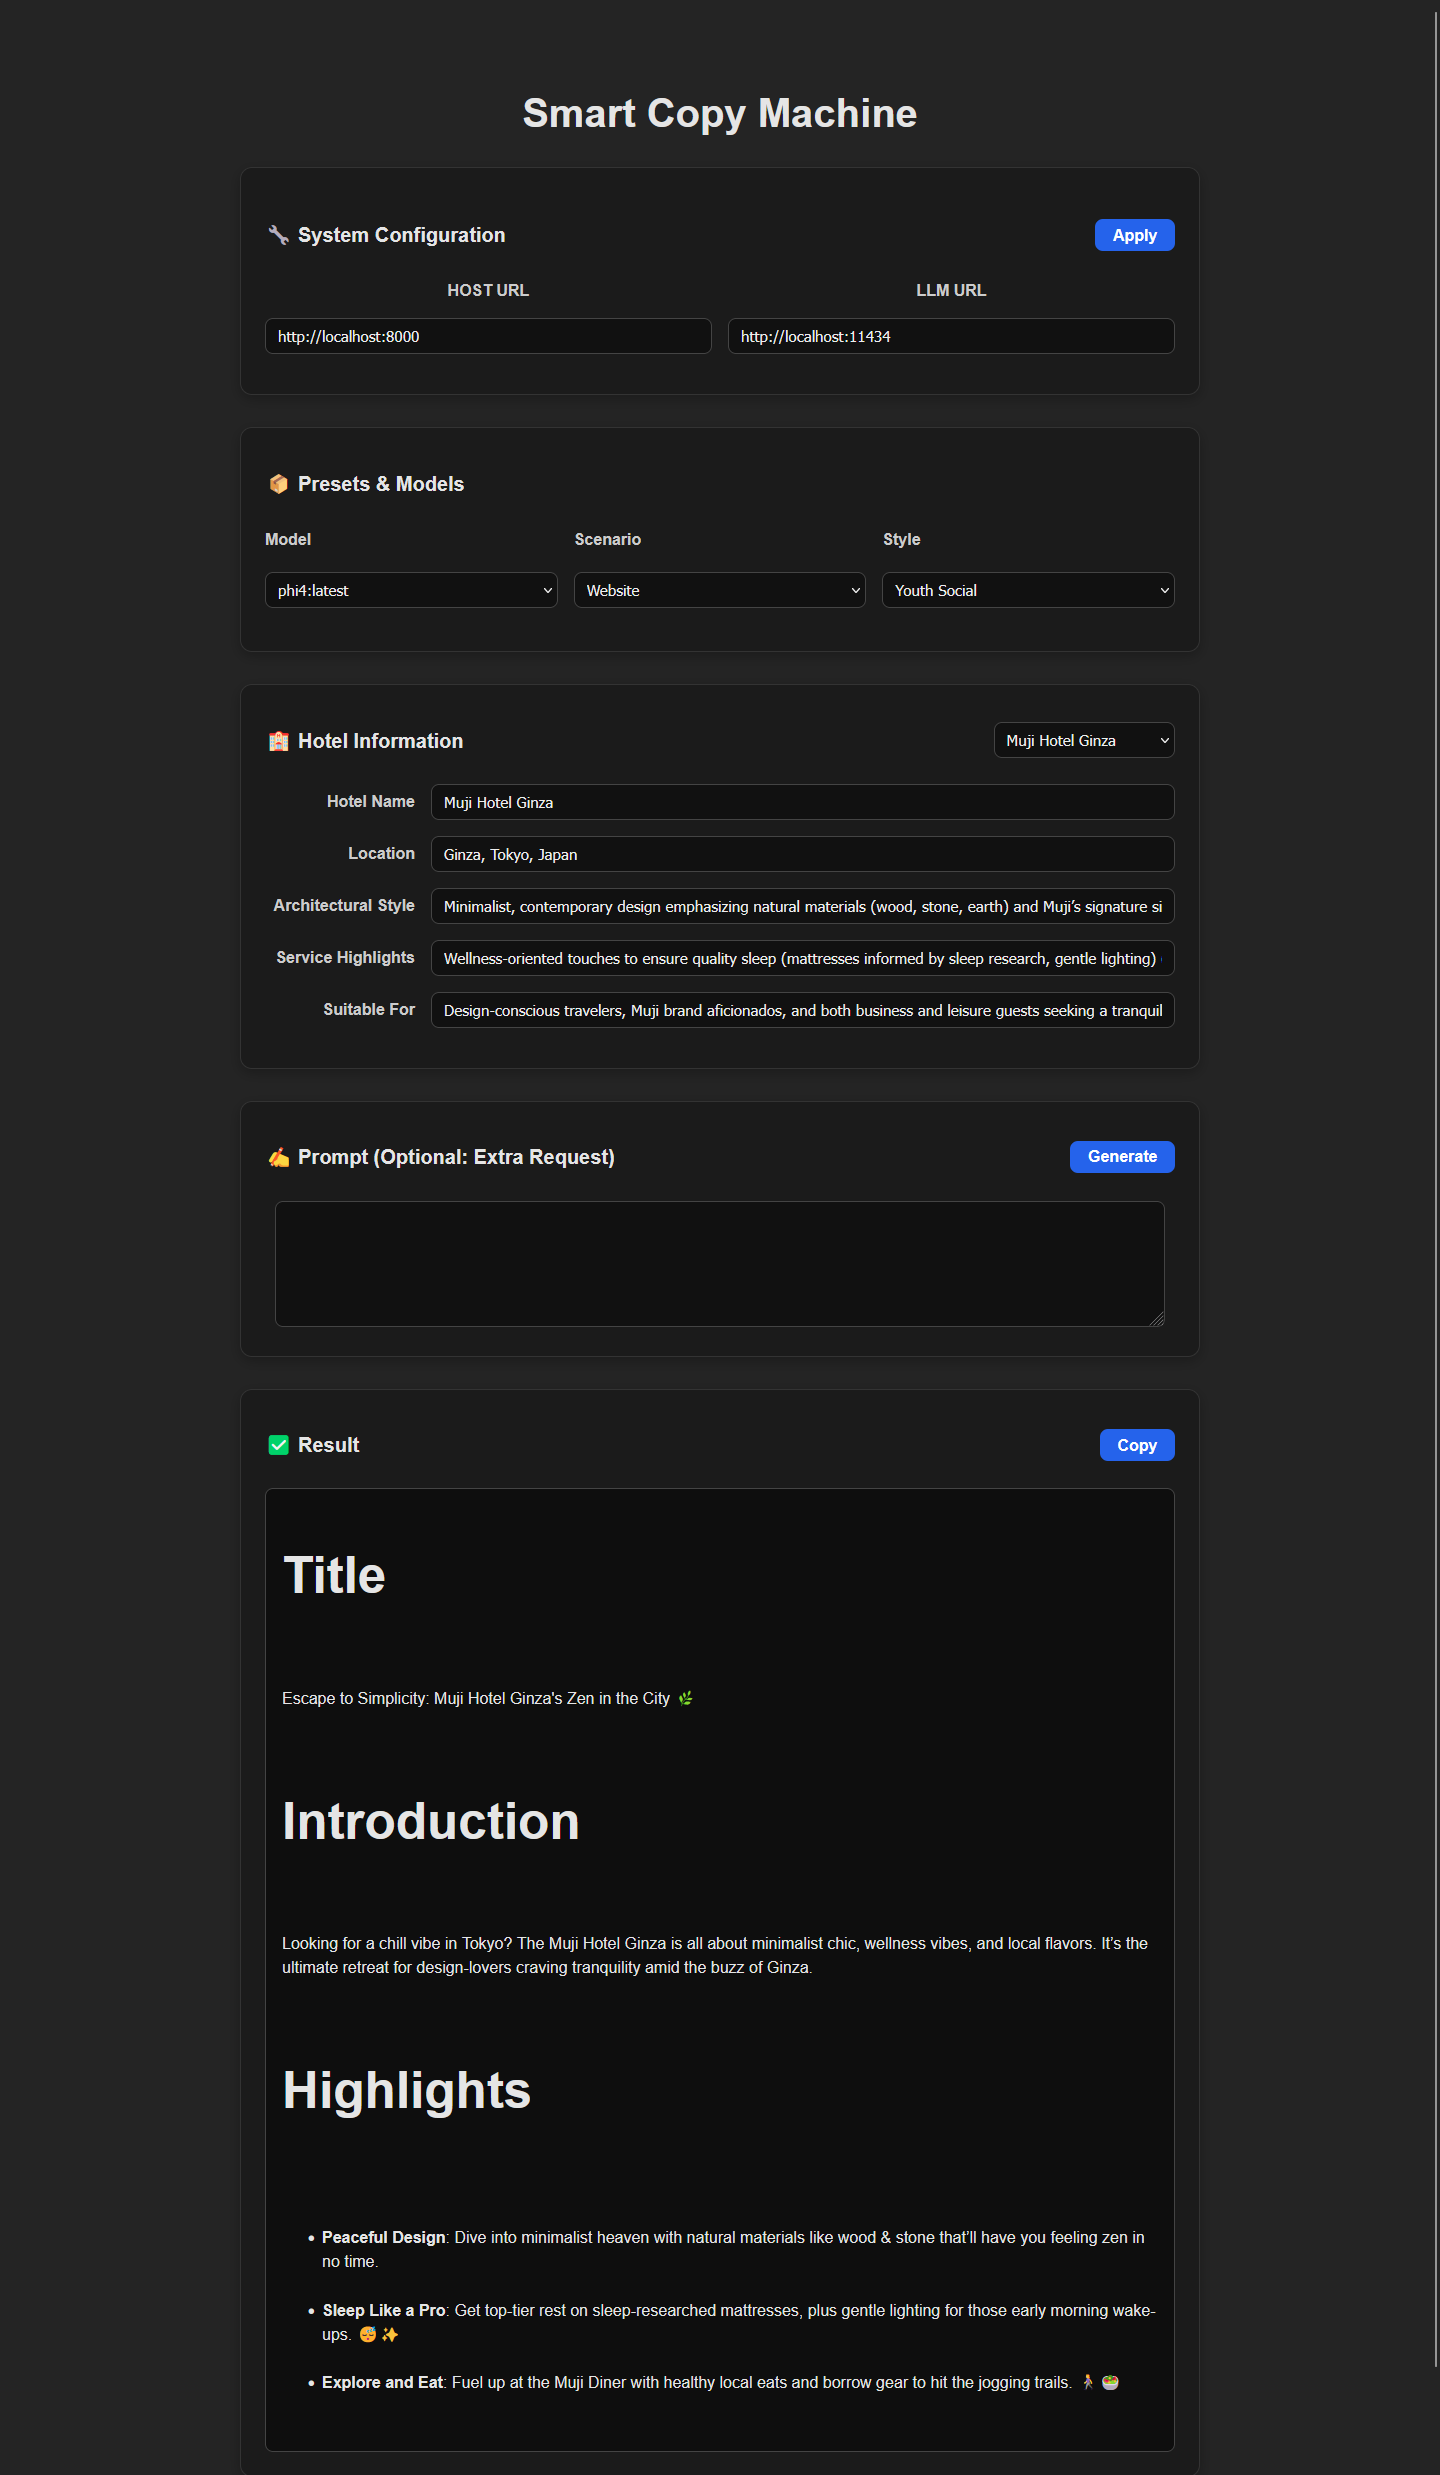 Smart Copy Machine
🔧 System Configuration
Apply
HOST URL
LLM URL
http://localhost:8000
http://localhost:11434
📦 Presets & Models
Model
Scenario
Style
phi4:latest
Website
Youth Social
🏨 Hotel Information
Muji Hotel Ginza
Hotel Name
Muji Hotel Ginza
Location
Ginza, Tokyo, Japan
Architectural Style
Minimalist, contemporary design emphasizing natural materials (wood, stone, earth) and Muji’s signature si
Service Highlights
Wellness-oriented touches to ensure quality sleep (mattresses informed by sleep research, gentle lighting)
Suitable For
Design-conscious travelers, Muji brand aficionados, and both business and leisure guests seeking a tranquil
✍️ Prompt (Optional: Extra Request)
Generate
✅ Result
Copy
Title
Escape to Simplicity: Muji Hotel Ginza's Zen in the City 🌿
Introduction
Looking for a chill vibe in Tokyo? The Muji Hotel Ginza is all about minimalist chic, wellness vibes, and local flavors. It’s the
ultimate retreat for design-lovers craving tranquility amid the buzz of Ginza.
Highlights
• Peaceful Design: Dive into minimalist heaven with natural materials like wood & stone that’ll have you feeling zen in
no time.
• Sleep Like a Pro: Get top-tier rest on sleep-researched mattresses, plus gentle lighting for those early morning wake-
ups. 😴✨
• Explore and Eat: Fuel up at the Muji Diner with healthy local eats and borrow gear to hit the jogging trails. 🏃‍♀️🥗